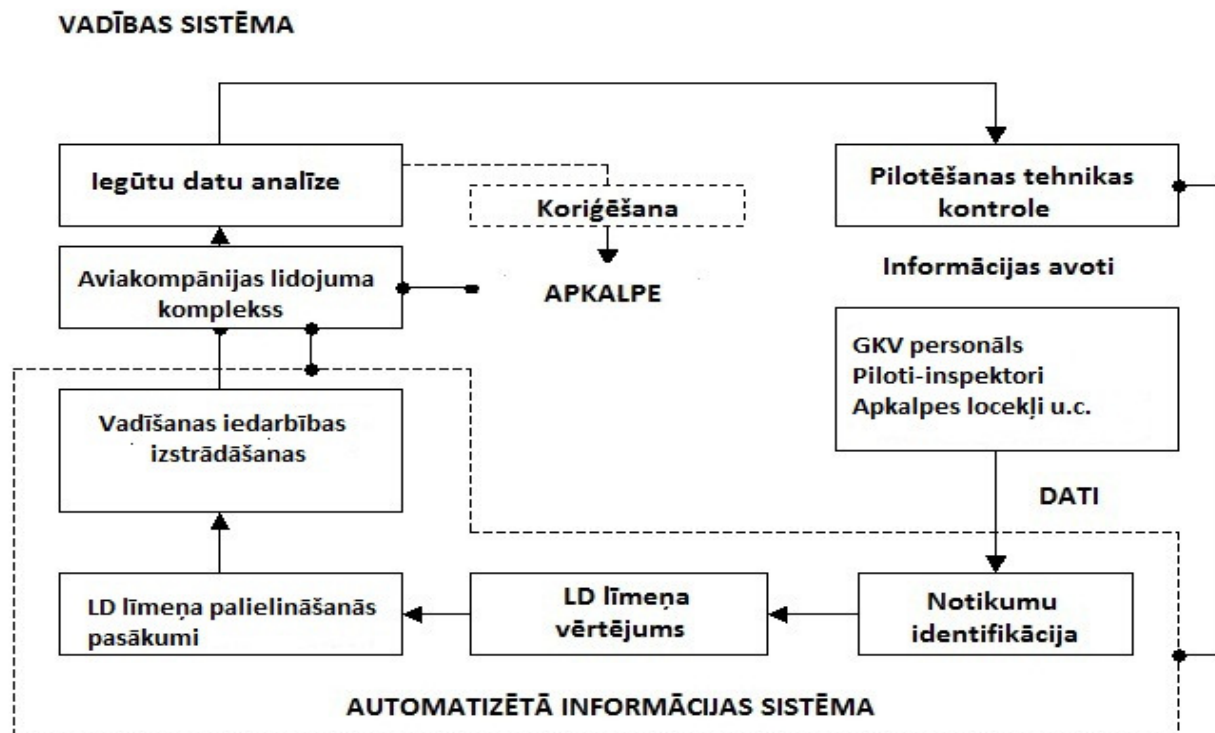 VADĪBAS SISTĒMA
Iegūtu datu analīze
Koriģēšana
Pilotēšanas tehnikas
kontrole
Aviakompānijas lidojuma
komplekss
APKALPE
Informācijas avoti
GKV personāls
Piloti-inspektori
Apkalpes locekļi u.c.
Vadīšanas iedarbības
izstrādāšanas
DATI
LD līmeņa palielināšanās
pasākumi
LD līmeņa
vērtējums
Notikumu
identifikācija
AUTOMATIZĒTĀ INFORMĀCIJAS SISTĒMA